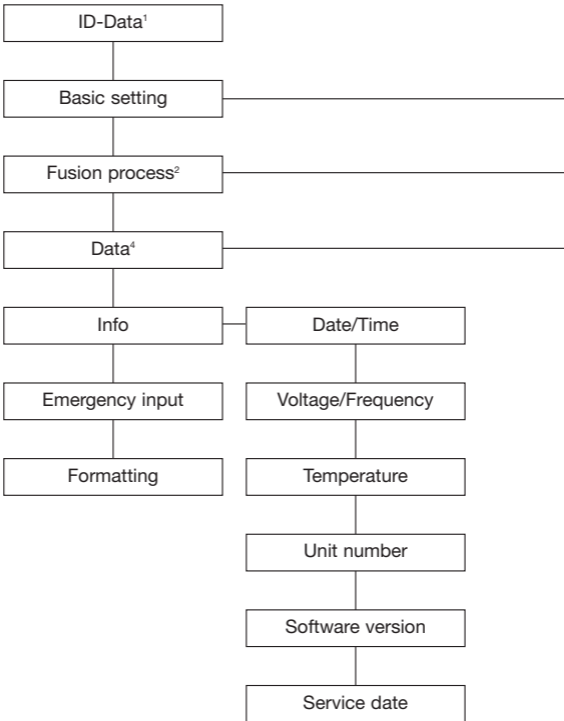 ID-Data¹
Basic setting
Fusion process²
Data⁴
Info
Date/Time
Emergency input
Voltage/Frequency
Formatting
Temperature
Unit number
Software version
Service date